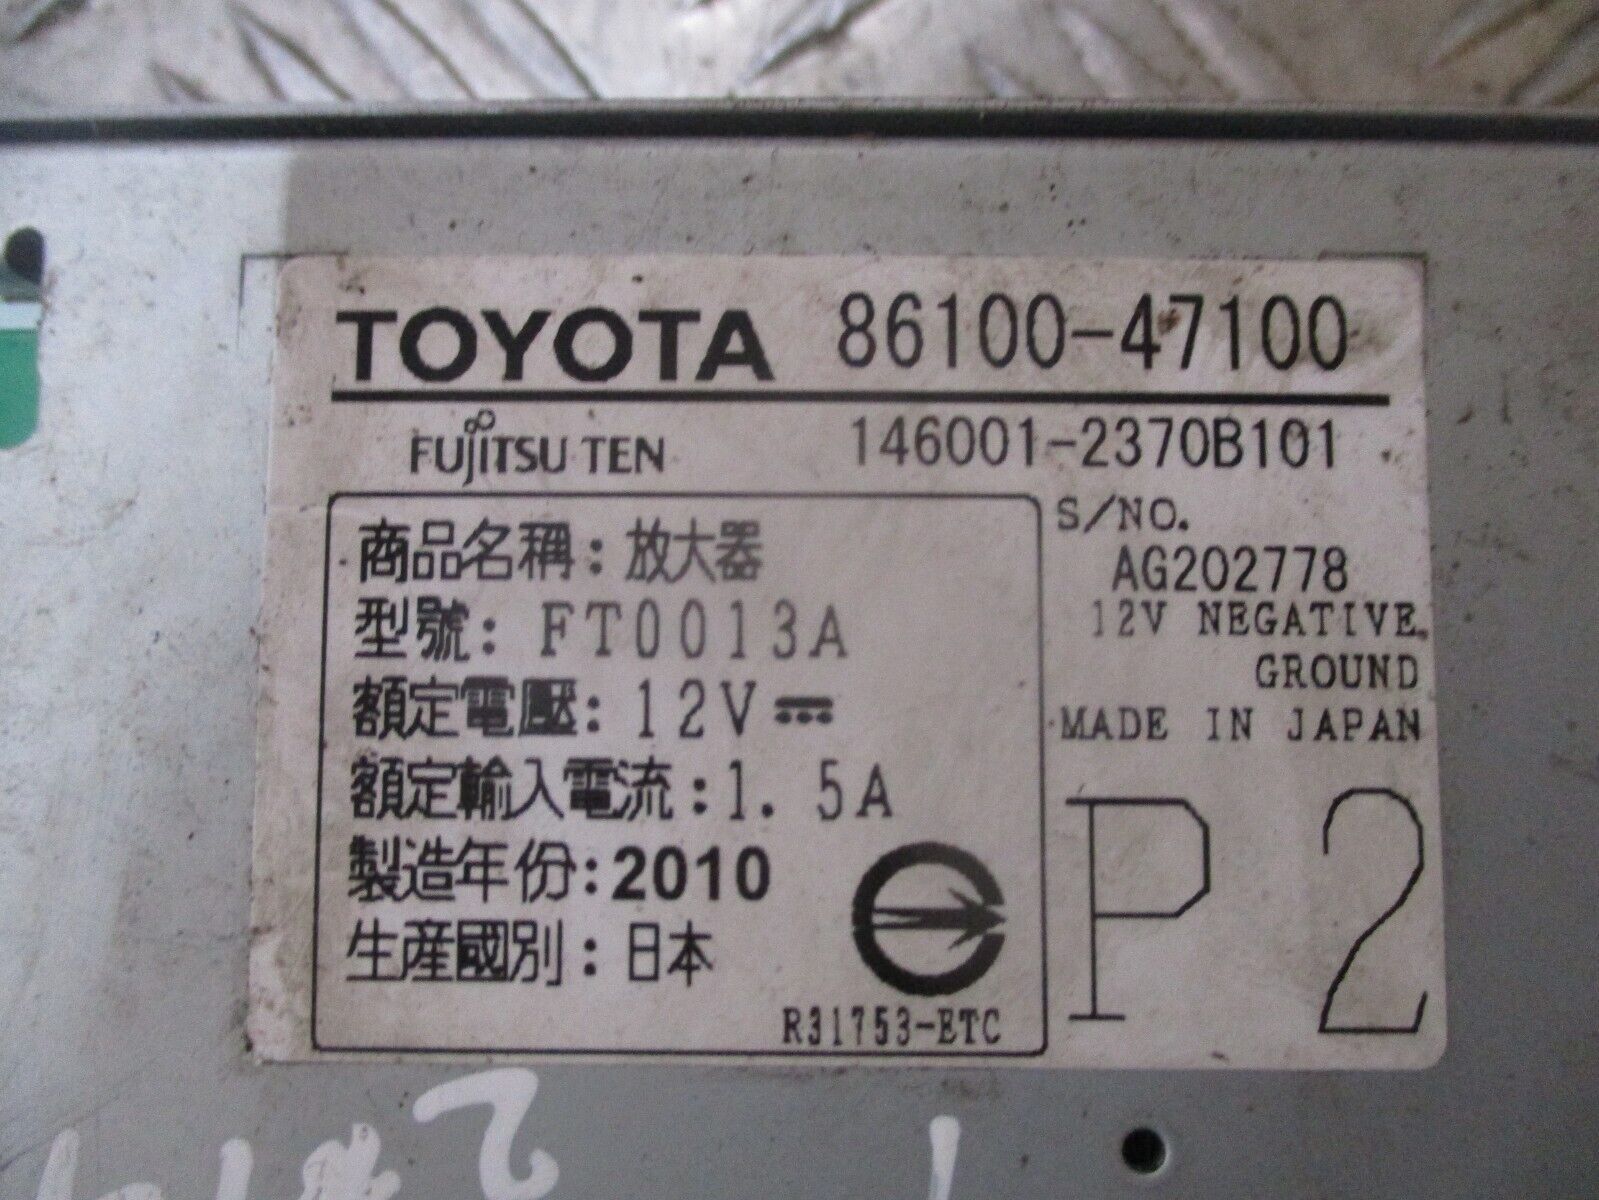 TOYOTA 86100-47100
FUJITSU TEN 146001-2370B101
商品名稱：放大器
型號：FT0013A
額定電壓：12V
額定輸入電流：1.5A
製造年份：2010
生産國別：日本
R31753-ETC
S/NO.
AG202778
12V NEGATIVE
GROUND
MADE IN JAPAN
P2